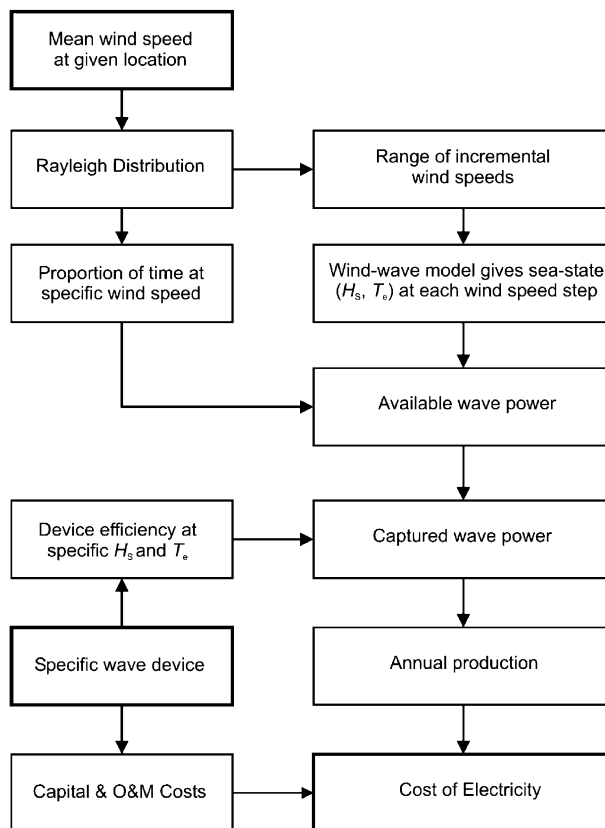 Mean wind speed
at given location
Rayleigh Distribution
Range of incremental
wind speeds
Proportion of time at
specific wind speed
Wind-wave model gives sea-state
(Hs, Te) at each wind speed step
Available wave power
Device efficiency at
specific Hs and Te
Captured wave power
Specific wave device
Annual production
Capital & O&M Costs
Cost of Electricity